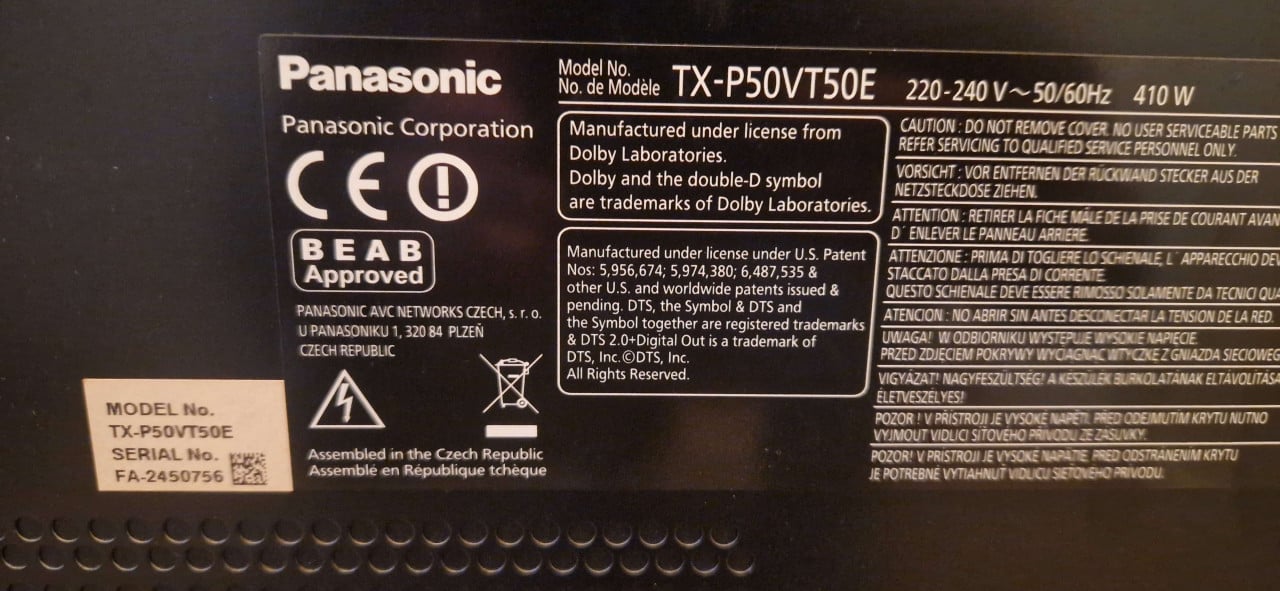 Panasonic
Model No.
No. de Modèle
TX-P50VT50E
220-240 V～50/60Hz 410 W
Panasonic Corporation
CE
BEAB
Approved
PANASONIC AVC NETWORKS CZECH, s. r. o.
U PANASONIKU 1, 320 84 PLZEŇ
CZECH REPUBLIC
Assembled in the Czech Republic
Assemblé en République tchèque
MODEL No.
TX-P50VT50E
SERIAL No.
FA-2450756
Manufactured under license from
Dolby Laboratories.
Dolby and the double-D symbol
are trademarks of Dolby Laboratories.
Manufactured under license under U.S. Patent
Nos: 5,956,674; 5,974,380; 6,487,535 &
other U.S. and worldwide patents issued &
pending. DTS, the Symbol & DTS and
the Symbol together are registered trademarks
& DTS 2.0+Digital Out is a trademark of
DTS, Inc.©DTS, Inc.
All Rights Reserved.
CAUTION : DO NOT REMOVE COVER. NO USER SERVICEABLE PARTS
REFER SERVICING TO QUALIFIED SERVICE PERSONNEL ONLY.
VORSICHT : VOR ENTFERNEN DER RÜCKWAND STECKER AUS DER
NETZSTECKDOSE ZIEHEN.
ATTENTION : RETIRER LA FICHE MÂLE DE LA PRISE DE COURANT AVAN
D´ ENLEVER LE PANNEAU ARRIERE.
ATTENZIONE : PRIMA DI TOGLIERE LO SCHIENALE, L´ APPARECCHIO DEV
STACCATO DALLA PRESA DI CORRENTE.
QUESTO SCHIENALE DEVE ESSERE RIMOSSO SOLAMENTE DA TECNICI QUA
ATENCION : NO ABRIR SIN ANTES DESCONECTAR LA TENSION DE LA RED.
UWAGA! W ODBIORNIKU WYSTEPUJE WYSOKIE NAPIECIE.
PRZED ZDJECIEM POKRYWY WYCIAGNAC WTYCZKE Z GNIAZDA SIECIOWEG
VIGYÁZAT! NAGYFESZÜLTSÉG! A KÉSZÜLÉK BURKOLATÁNAK ELTÁVOLÍTÁSA
ÉLETVESZÉLYES!
POZOR ! V PŘÍSTROJI JE VYSOKÉ NAPĚTÍ. PŘED ODEJMUTÍM KRYTU NUTNO
VYJMOUT VIDLICI SÍŤOVÉHO PŘÍVODU ZE ZÁSUVKY.
POZOR! V PRÍSTROJI JE VYSOKÉ NAPÄTIE. PRED ODSTRÁNENÍM KRYTU
JE POTREBNÉ VYTIAHNUŤ VIDLICU SIEŤOVÉHO PRÍVODU.